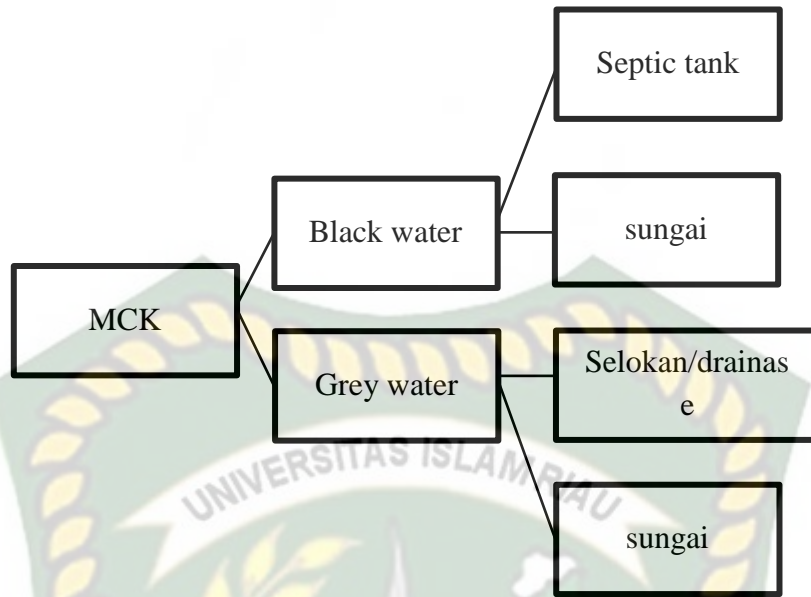 Septic tank
Black water
sungai
MCK
Grey water
Selokan/drainas
e
sungai
UNIVERSITAS ISLAM RIAU